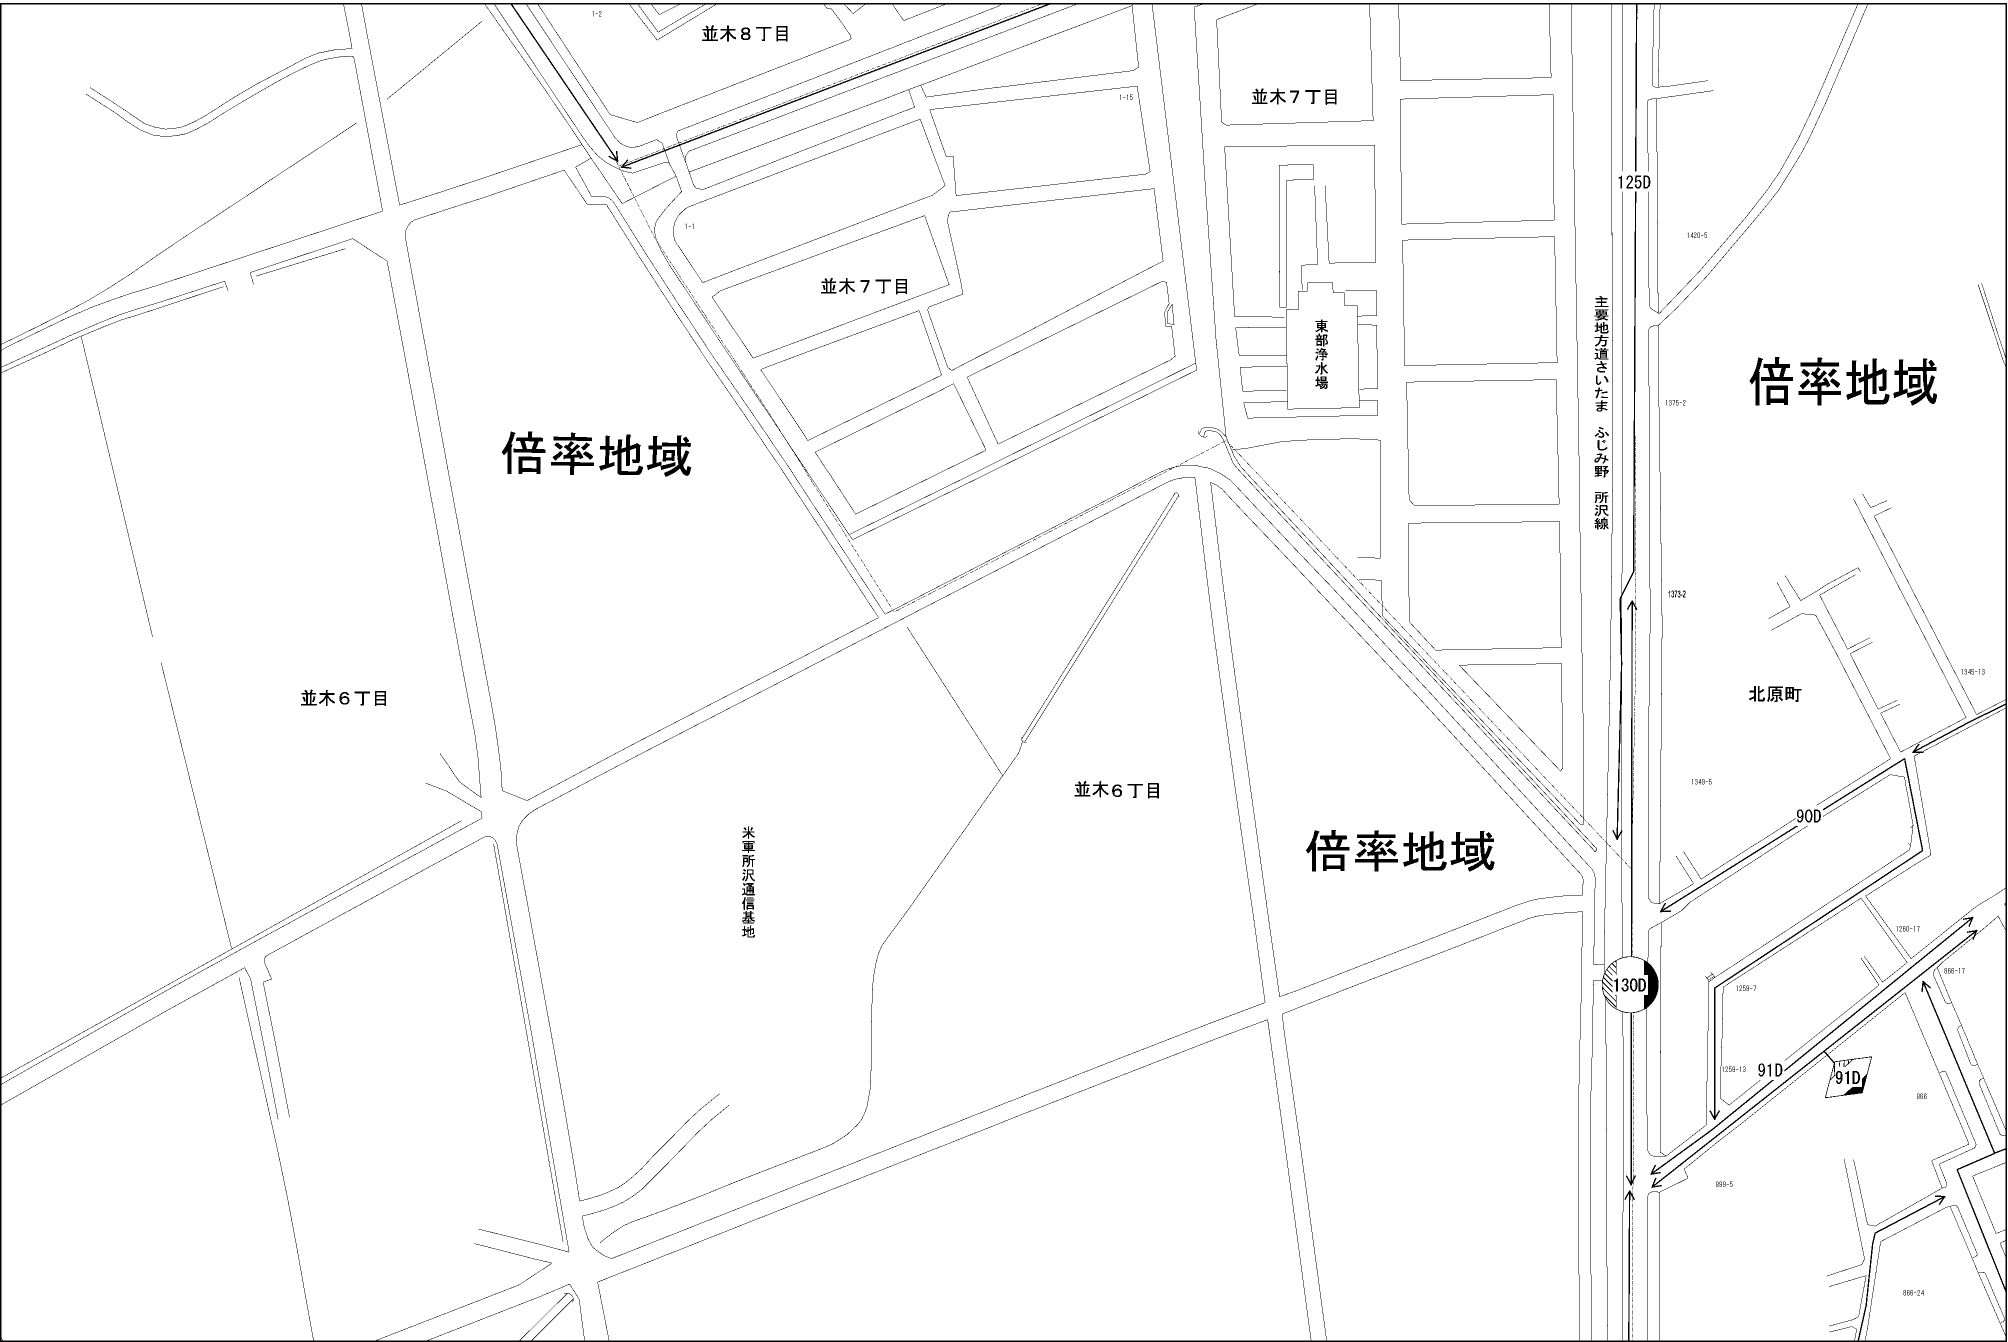 1-2
並木８丁目
並木７丁目
1-15
125D
1-1
1420-5
並木７丁目
主要地方道さいたま　ふじみ野　所沢線
東部浄水場
倍率地域
1375-2
倍率地域
1373-2
1345-13
並木６丁目
北原町
1349-5
並木６丁目
90D
米軍所沢通信基地
倍率地域
1260-17
866-17
130D
1259-7
1259-13
91D
91D
866
899-5
866-24